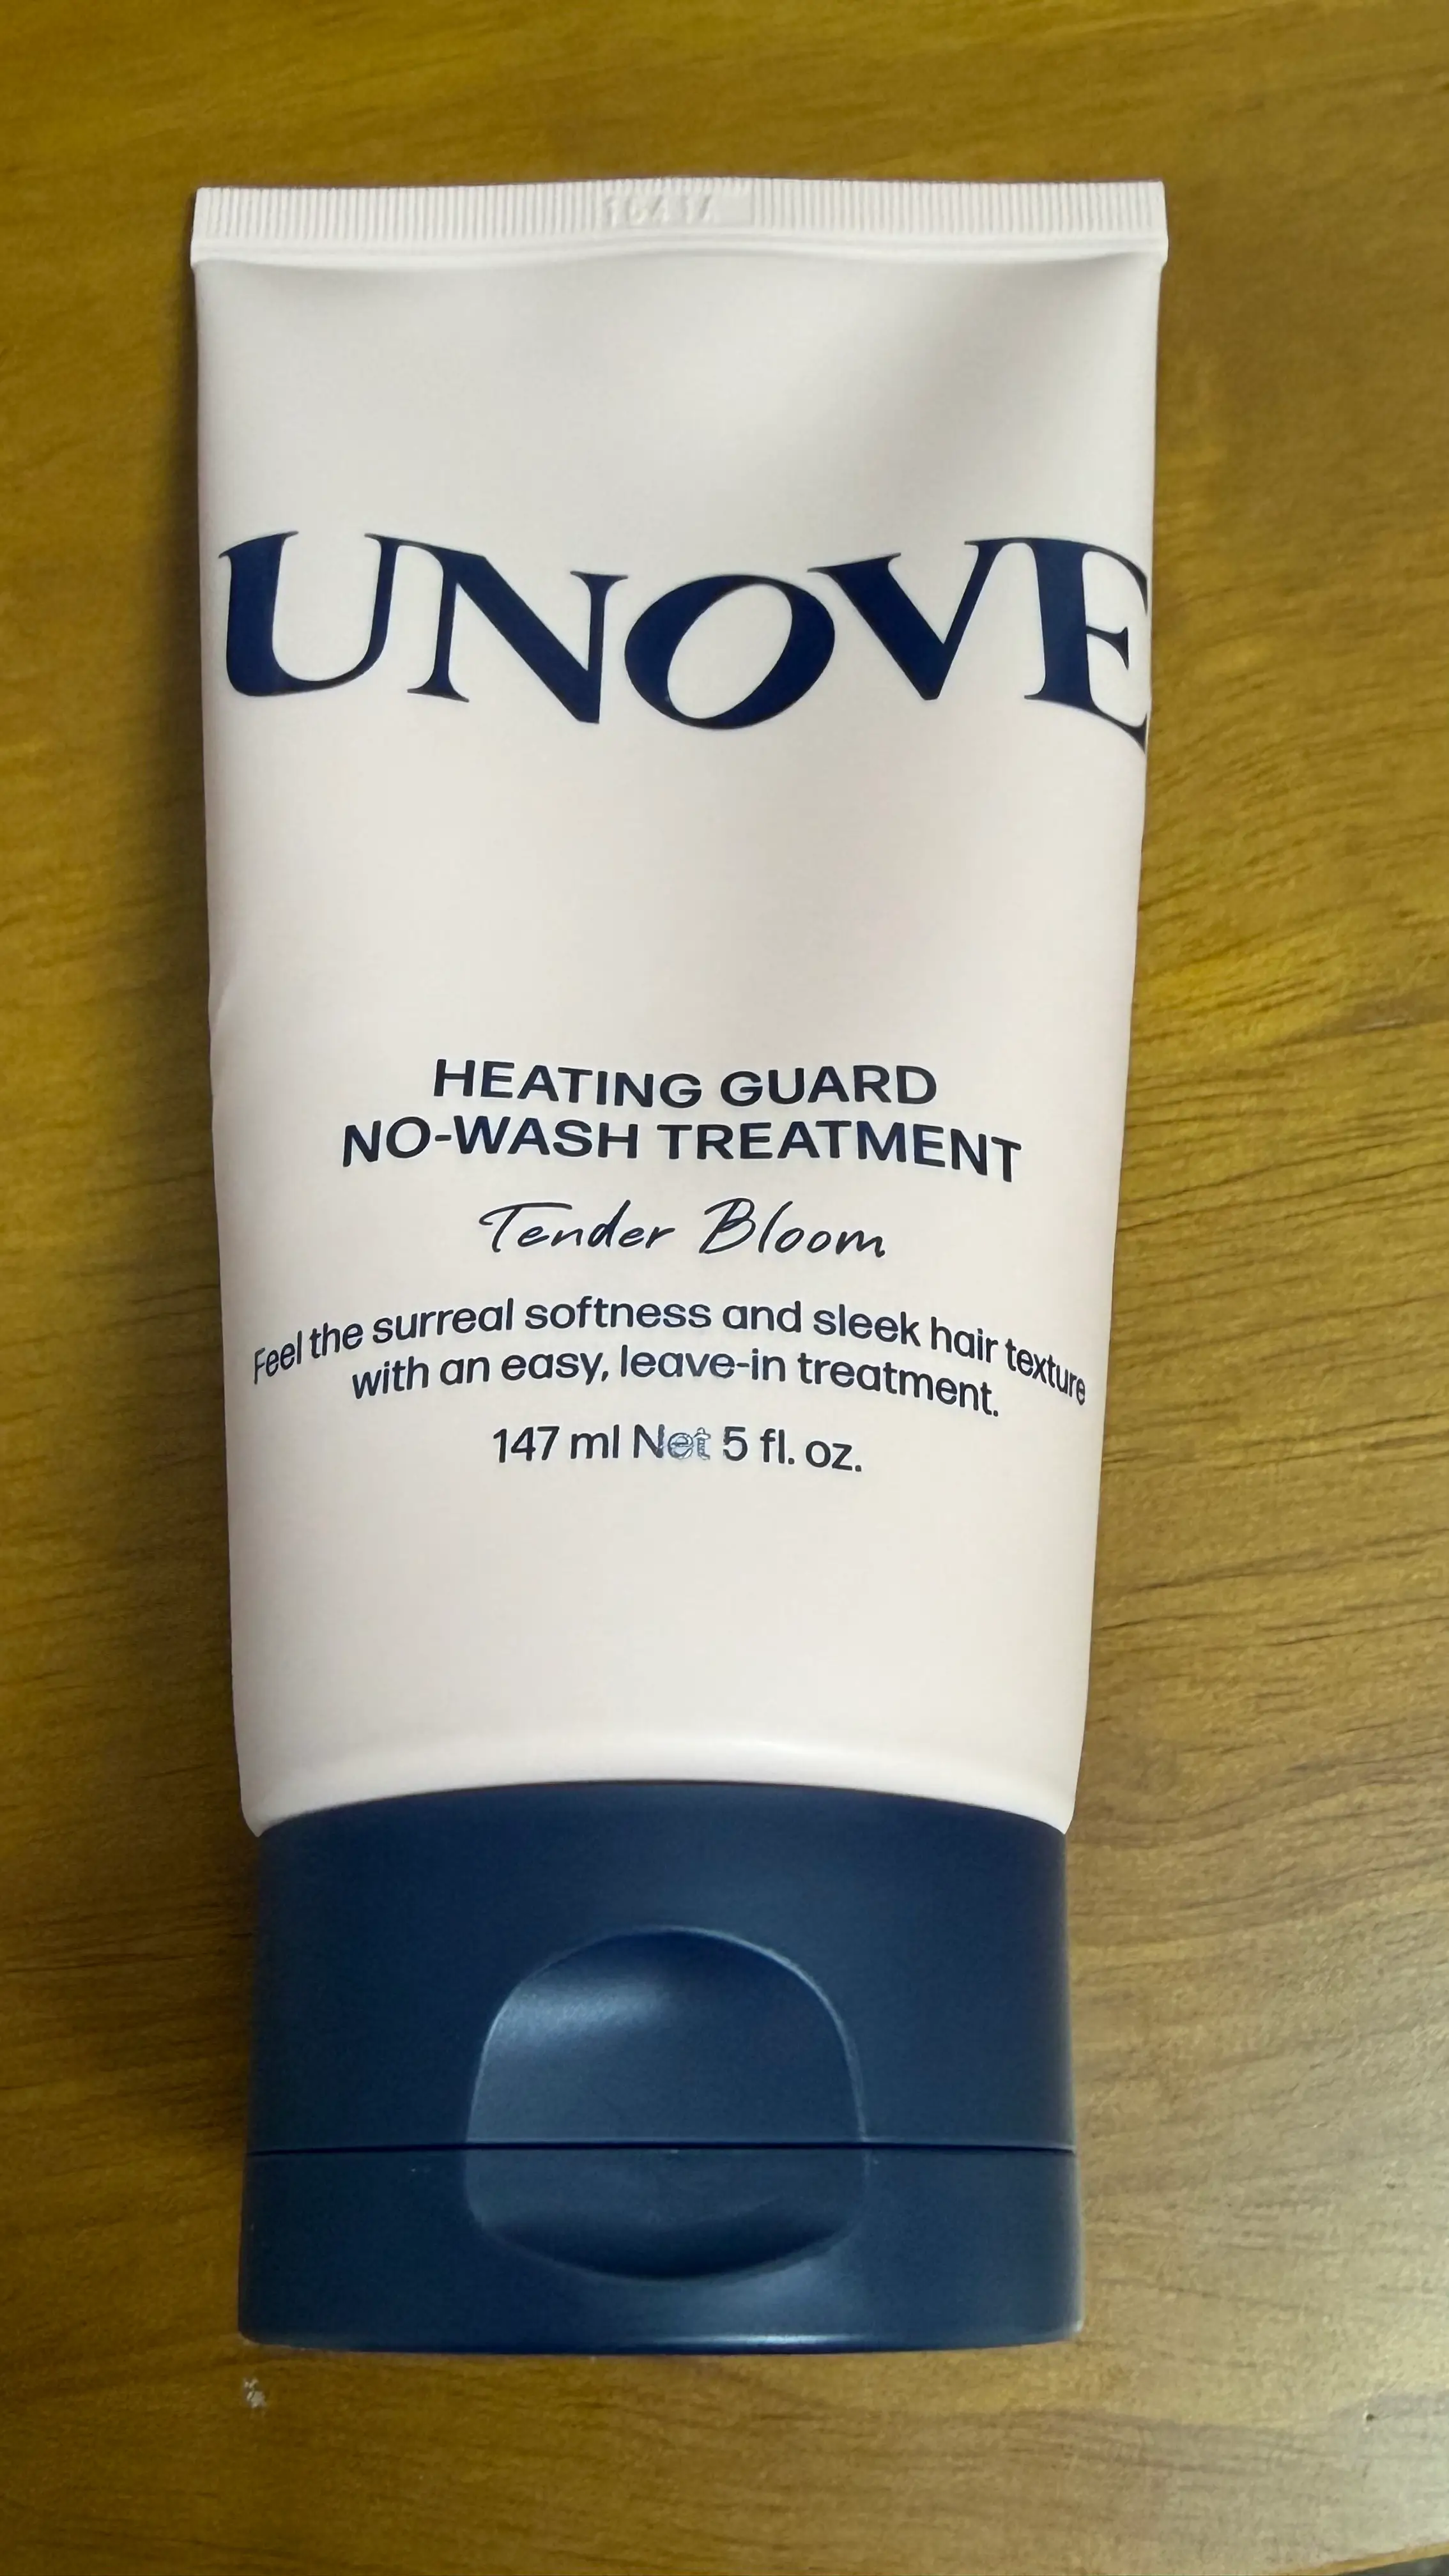 UNOVE
HEATING GUARD
NO-WASH TREATMENT
Tender Bloom
Feel the surreal softness and sleek hair texture
with an easy, leave-in treatment.
147 ml Net 5 fl. oz.